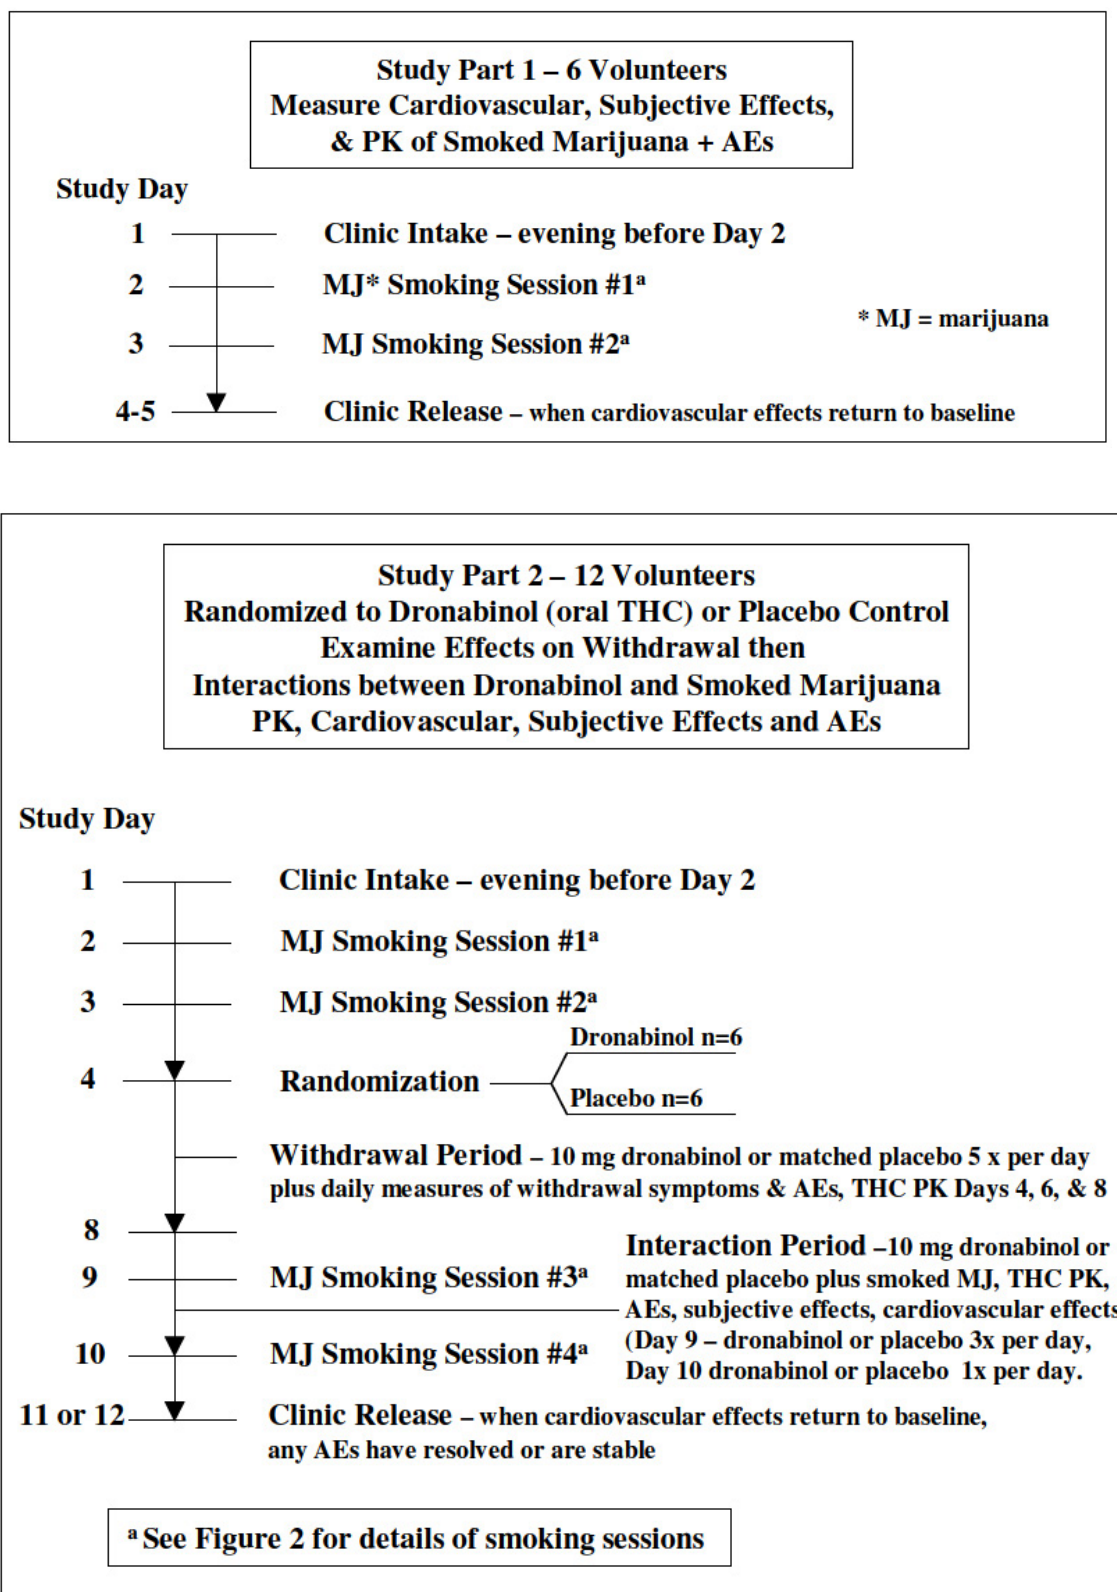 Study Part 1 – 6 Volunteers
Measure Cardiovascular, Subjective Effects,
& PK of Smoked Marijuana + AEs
Study Day
1 Clinic Intake – evening before Day 2
2 MJ* Smoking Session #1ᵃ
* MJ = marijuana
3 MJ Smoking Session #2ᵃ
4-5 Clinic Release – when cardiovascular effects return to baseline
Study Part 2 – 12 Volunteers
Randomized to Dronabinol (oral THC) or Placebo Control
Examine Effects on Withdrawal then
Interactions between Dronabinol and Smoked Marijuana
PK, Cardiovascular, Subjective Effects and AEs
Study Day
1 Clinic Intake – evening before Day 2
2 MJ Smoking Session #1ᵃ
3 MJ Smoking Session #2ᵃ
Dronabinol n=6
4 Randomization
Placebo n=6
Withdrawal Period – 10 mg dronabinol or matched placebo 5 x per day
plus daily measures of withdrawal symptoms & AEs, THC PK Days 4, 6, & 8
8
9 MJ Smoking Session #3ᵃ
Interaction Period –10 mg dronabinol or
matched placebo plus smoked MJ, THC PK,
AEs, subjective effects, cardiovascular effects
(Day 9 – dronabinol or placebo 3x per day,
Day 10 dronabinol or placebo 1x per day.
10 MJ Smoking Session #4ᵃ
11 or 12 Clinic Release – when cardiovascular effects return to baseline,
any AEs have resolved or are stable
ᵃ See Figure 2 for details of smoking sessions